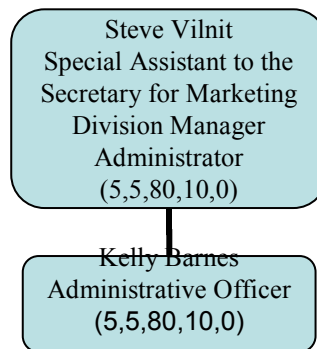 Steve Vilnit
Special Assistant to the
Secretary for Marketing
Division Manager
Administrator
(5,5,80,10,0)
Kelly Barnes
Administrative Officer
(5,5,80,10,0)